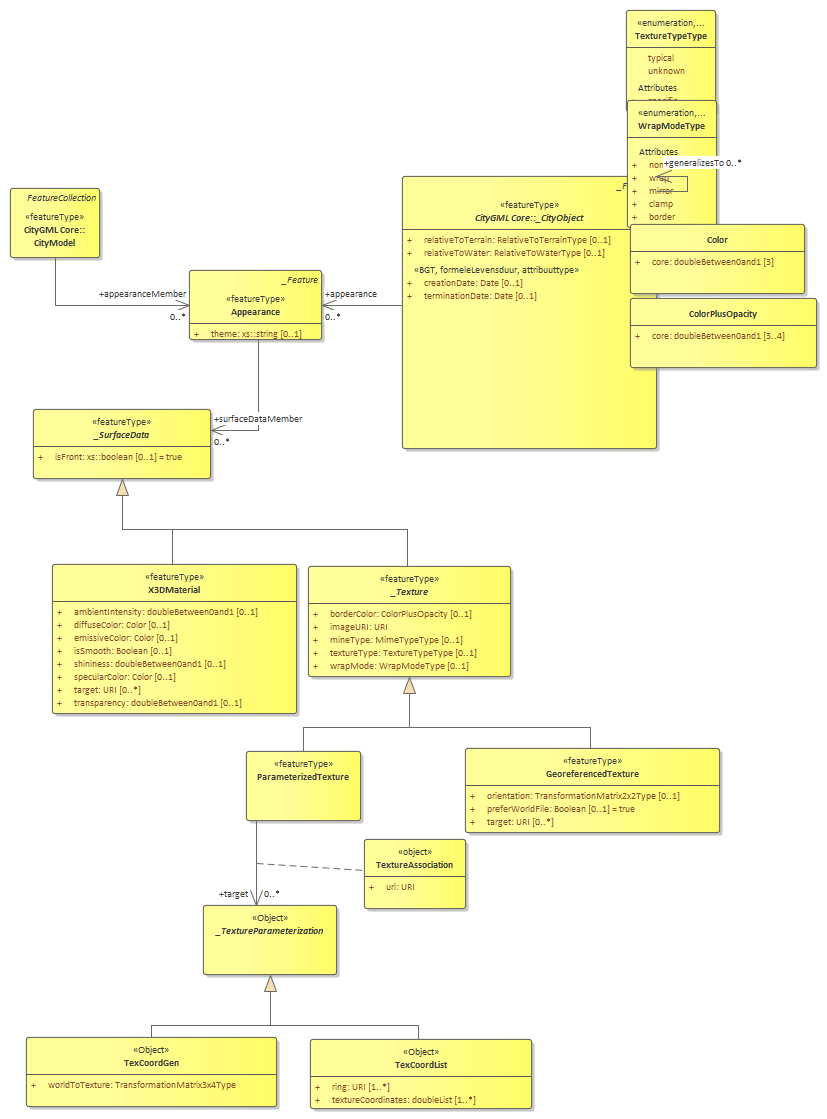 «enumeration,...
TextureTypeType
typical
unknown
Attributes
«enumeration,...
WrapModeType
Attributes
+ non
+ wrap
+ mirror
+ clamp
+ border
+generalizesTo 0..*
FeatureCollection
«featureType»
CityGML Core::
CityModel
_F
«featureType»
CityGML Core::_CityObject
+ relativeToTerrain: RelativeToTerrainType [0..1]
+ relativeToWater: RelativeToWaterType [0..1]
«BGT, formeleLevensduur, attribuuttype»
+ creationDate: Date [0..1]
+ terminationDate: Date [0..1]
Color
+ core: doubleBetween0and1 [3]
ColorPlusOpacity
+ core: doubleBetween0and1 [3..4]
+appearanceMember
0..*
_Feature
«featureType»
Appearance
+ theme: xs::string [0..1]
+appearance
0..*
+surfaceDataMember
0..*
«featureType»
_SurfaceData
+ isFront: xs::boolean [0..1] = true
«featureType»
X3DMaterial
+ ambientIntensity: doubleBetween0and1 [0..1]
+ diffuseColor: Color [0..1]
+ emissiveColor: Color [0..1]
+ isSmooth: Boolean [0..1]
+ shininess: doubleBetween0and1 [0..1]
+ specularColor: Color [0..1]
+ target: URI [0..*]
+ transparency: doubleBetween0and1 [0..1]
«featureType»
_Texture
+ borderColor: ColorPlusOpacity [0..1]
+ imageURI: URI
+ mineType: MimeTypeType [0..1]
+ textureType: TextureTypeType [0..1]
+ wrapMode: WrapModeType [0..1]
«featureType»
ParameterizedTexture
«featureType»
GeoreferencedTexture
+ orientation: TransformationMatrix2x2Type [0..1]
+ preferWorldFile: Boolean [0..1] = true
+ target: URI [0..*]
«object»
TextureAssociation
+ uri: URI
+target
0..*
«Object»
_TextureParameterization
«Object»
TexCoordGen
+ worldToTexture: TransformationMatrix3x4Type
«Object»
TexCoordList
+ ring: URI [1..*]
+ textureCoordinates: doubleList [1..*]